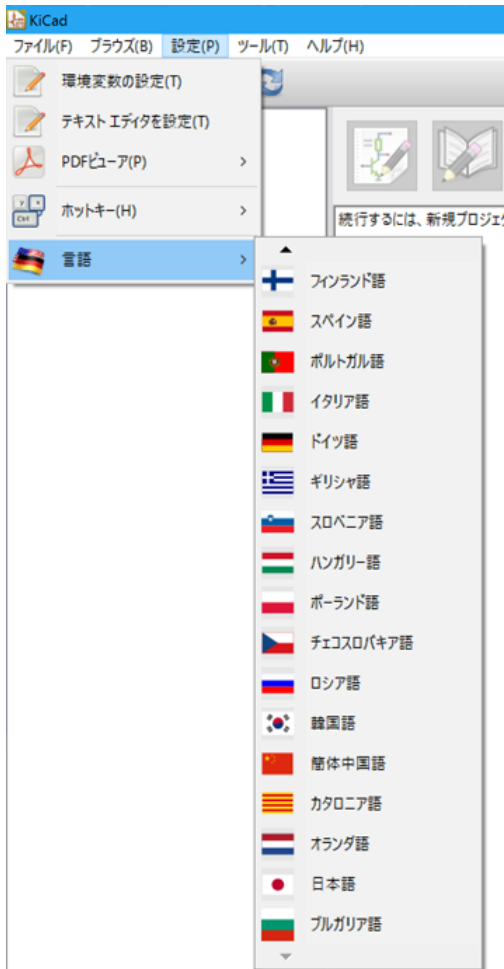 KiCad
ファイル(F) ブラウズ(B) 設定(P) ツール(T) ヘルプ(H)
環境変数の設定(T)
テキスト エディタを設定(T)
PDFビューア(P)
ホットキー(H)
言語
続行するには、新規プロジェク
フィンランド語
スペイン語
ポルトガル語
イタリア語
ドイツ語
ギリシャ語
スロベニア語
ハンガリー語
ポーランド語
チェコスロバキア語
ロシア語
韓国語
簡体中国語
カタロニア語
オランダ語
日本語
ブルガリア語